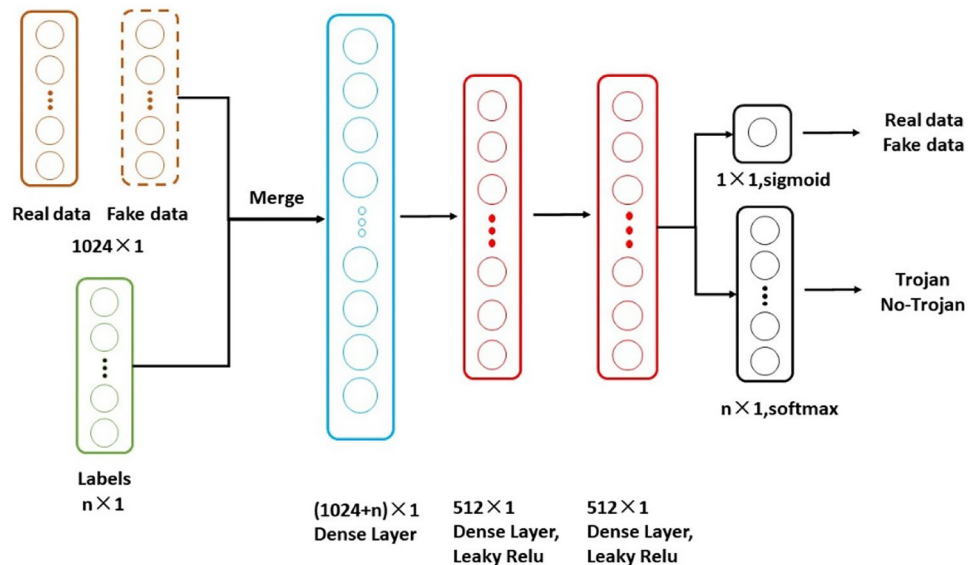 Real data
Fake data
1024×1
Labels
n×1
Merge
(1024+n)×1
Dense Layer
512×1
Dense Layer,
Leaky Relu
512×1
Dense Layer,
Leaky Relu
1×1,sigmoid
Real data
Fake data
n×1,softmax
Trojan
No-Trojan